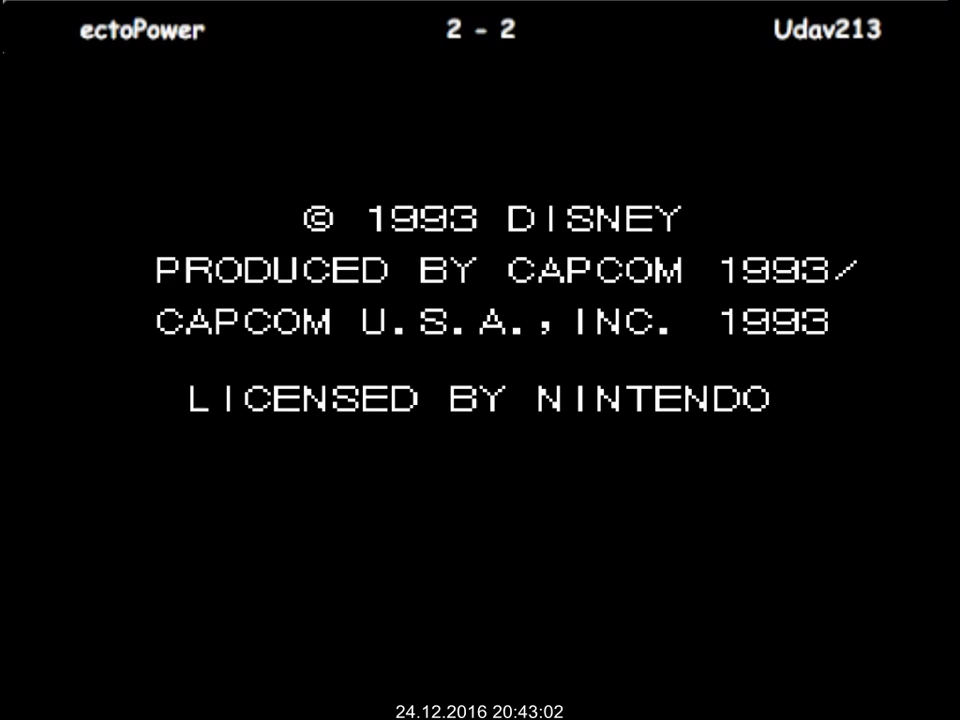 ectoPower 2 - 2 Udav213
© 1993 DISNEY
PRODUCED BY CAPCOM 1993/
CAPCOM U.S.A.,INC. 1993
LICENSED BY NINTENDO
24.12.2016 20:43:02